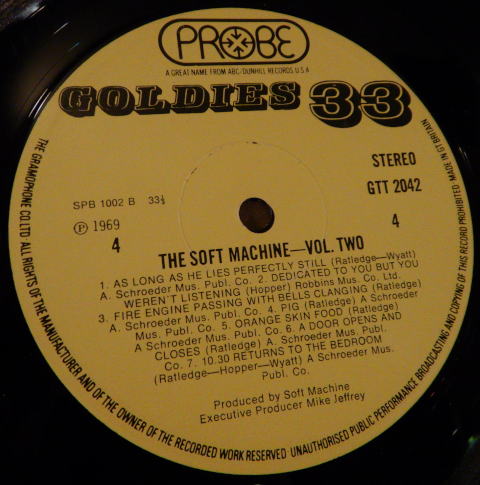 PROBE
A GREAT NAME FROM ABC/DUNHILL RECORDS U.S.A
GOLDIES 33
STEREO
GTT 2042
SPB 1002 B 33⅓
Ⓟ 1969
4
4
THE SOFT MACHINE—VOL. TWO
1. AS LONG AS HE LIES PERFECTLY STILL (Ratledge—Wyatt)
A. Schroeder Mus. Publ. Co. 2. DEDICATED TO YOU BUT YOU
WEREN'T LISTENING (Hopper) Robbins Mus. Co. Ltd.
3. FIRE ENGINE PASSING WITH BELLS CLANGING (Ratledge)
A. Schroeder Mus. Publ. Co. 4. PIG (Ratledge) A Schroeder
Mus. Publ. Co. 5. ORANGE SKIN FOOD (Ratledge)
A Schroeder Mus. Publ. Co. 6. A DOOR OPENS AND
CLOSES (Ratledge) A. Schroeder Mus. Publ.
Co. 7. 10.30 RETURNS TO THE BEDROOM
(Ratledge—Hopper—Wyatt) A Schroeder Mus.
Publ. Co.
Produced by Soft Machine
Executive Producer Mike Jeffrey
THE GRAMOPHONE CO. LTD. ALL RIGHTS OF THE MANUFACTURER AND OF THE OWNER OF THE RECORDED WORK RESERVED · UNAUTHORISED PUBLIC PERFORMANCE BROADCASTING AND COPYING OF THIS RECORD PROHIBITED. MADE IN GT BRITAIN